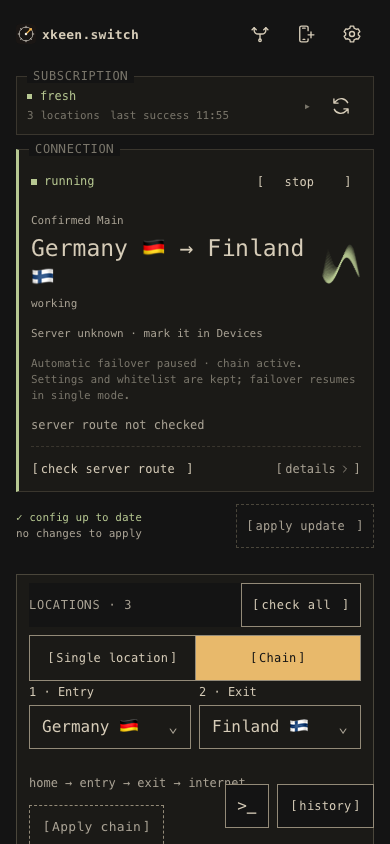 xkeen.switch
SUBSCRIPTION
fresh
3 locations last success 11:55
CONNECTION
running
[ stop ]
Confirmed Main
Germany 🇩🇪 → Finland
🇫🇮
working
Server unknown · mark it in Devices
Automatic failover paused · chain active.
Settings and whitelist are kept; failover resumes
in single mode.
server route not checked
[check server route ]
[details > ]
✓ config up to date
no changes to apply
[apply update ]
LOCATIONS · 3
[check all ]
[Single location]
[Chain]
1 · Entry
2 · Exit
Germany 🇩🇪
Finland 🇫🇮
home → entry → exit → internet
>_
[history]
[Apply chain]